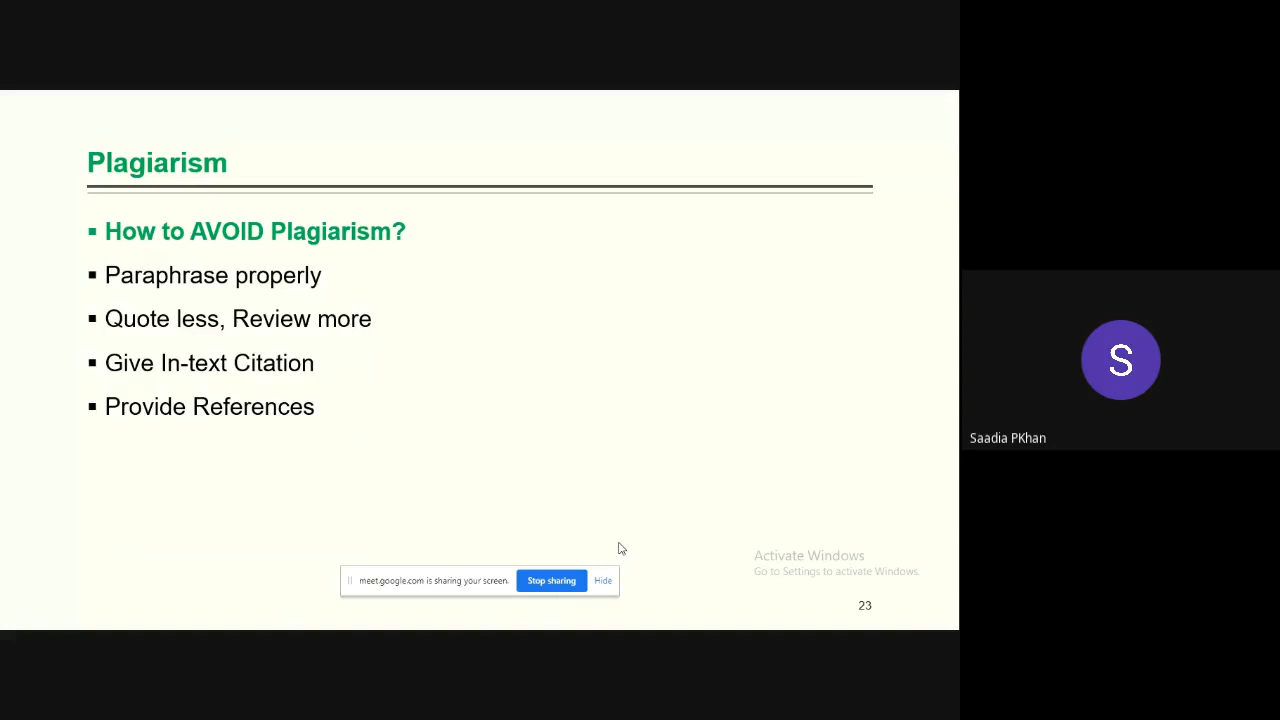 Plagiarism
▪ How to AVOID Plagiarism?
▪ Paraphrase properly
▪ Quote less, Review more
▪ Give In-text Citation
▪ Provide References
S
Saadia PKhan
Activate Windows
Go to Settings to activate Windows.
meet.google.com is sharing your screen. Stop sharing Hide
23